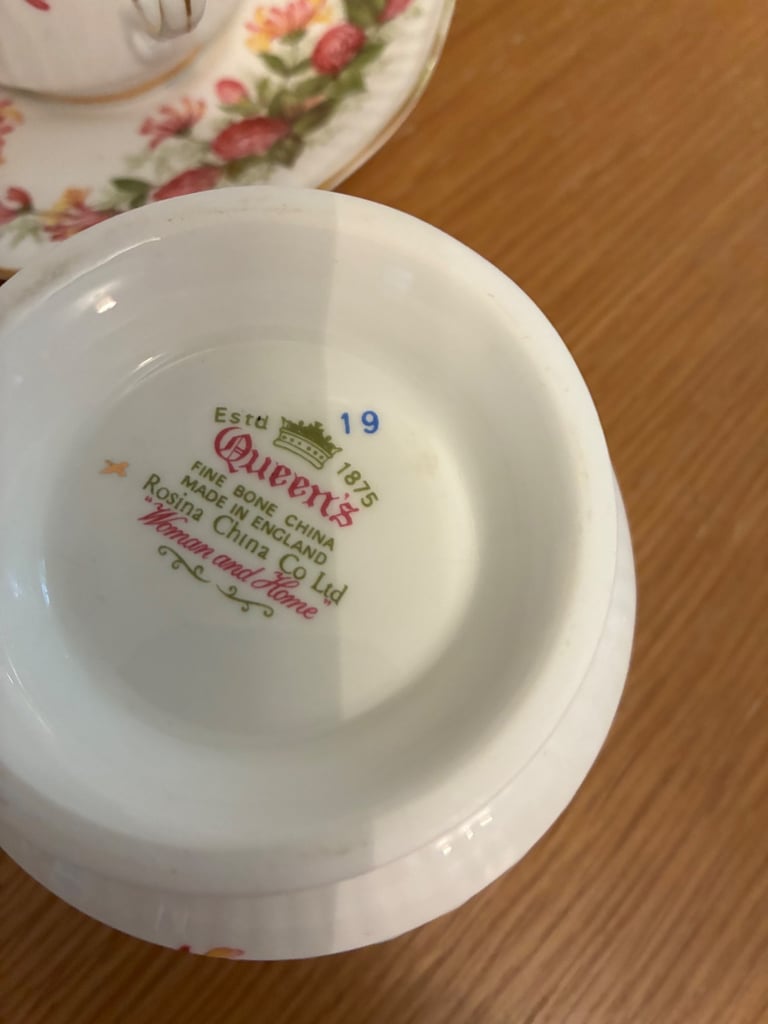 Estd 1875
19
Queen's
FINE BONE CHINA
MADE IN ENGLAND
Rosina China Co Ltd
"Woman and Home"